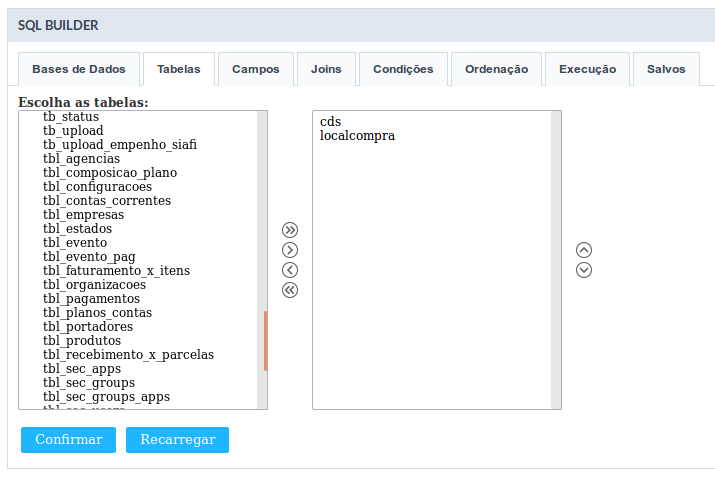 SQL BUILDER
Bases de Dados Tabelas Campos Joins Condições Ordenação Execução Salvos
Escolha as tabelas:
tb_status
tb_upload
tb_upload_empenho_siafi
tbl_agencias
tbl_composicao_plano
tbl_configuracoes
tbl_contas_correntes
tbl_empresas
tbl_estados
tbl_evento
tbl_evento_pag
tbl_faturamento_x_itens
tbl_organizacoes
tbl_pagamentos
tbl_planos_contas
tbl_portadores
tbl_produtos
tbl_recebimento_x_parcelas
tbl_sec_apps
tbl_sec_groups
tbl_sec_groups_apps
cds
localcompra
Confirmar Recarregar